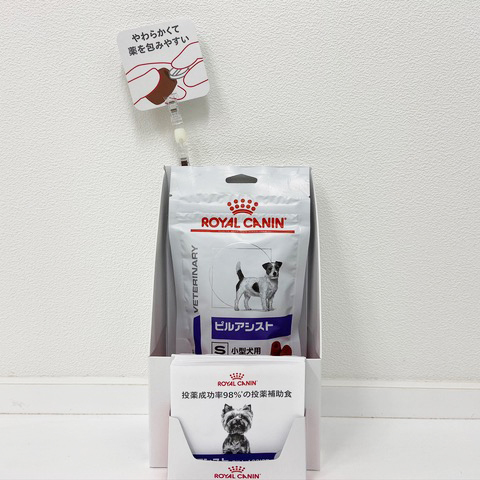 やわらかくて
薬を包みやすい
ROYAL CANIN
VETERINARY
ピルアシスト
S 小型犬用
ROYAL CANIN
投薬成功率98%*の投薬補助食
ROYAL CANIN